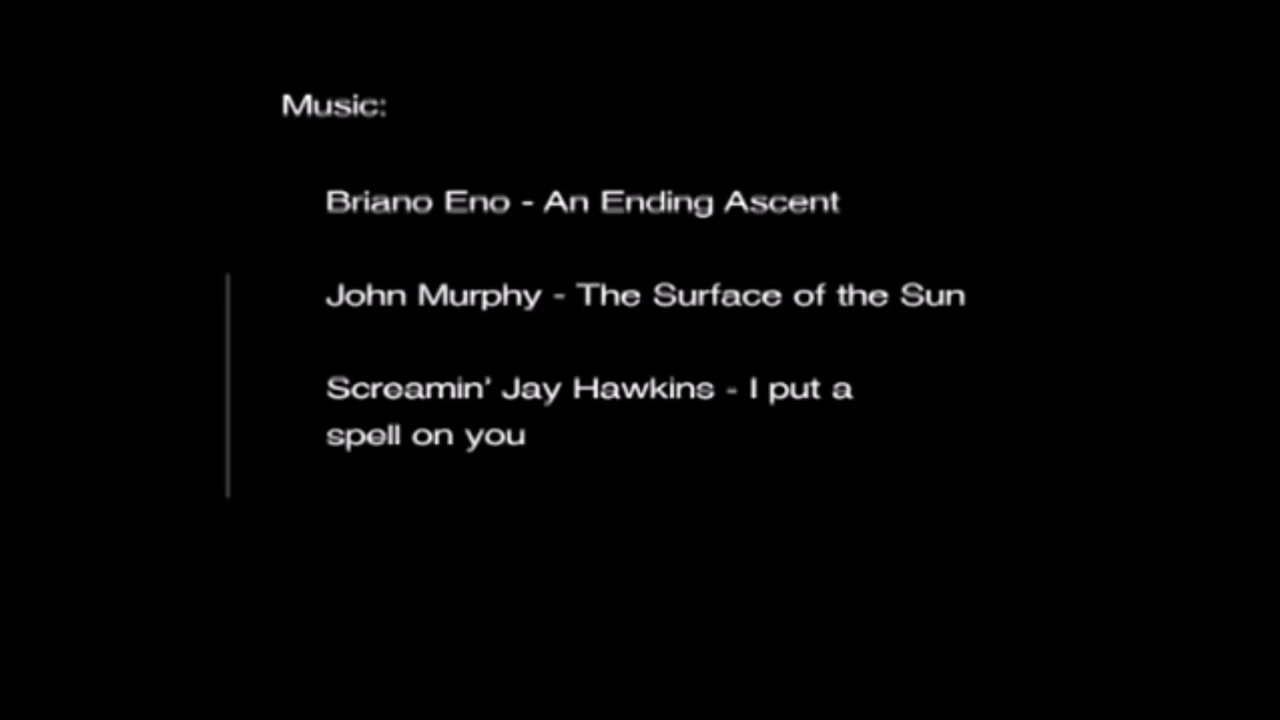 Music:
Briano Eno - An Ending Ascent
John Murphy - The Surface of the Sun
Screamin' Jay Hawkins - I put a
spell on you